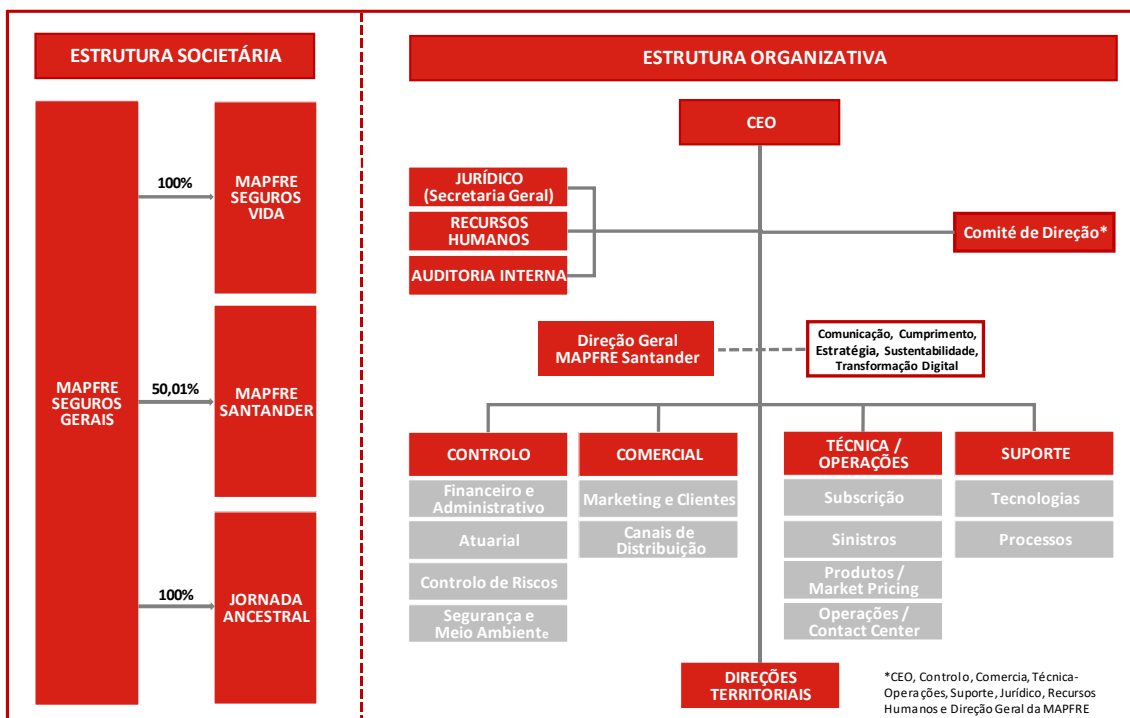 ESTRUTURA SOCIETÁRIA
MAPFRE
SEGUROS
GERAIS
100%
MAPFRE
SEGUROS
VIDA
50,01%
MAPFRE
SANTANDER
100%
JORNADA
ANCESTRAL
ESTRUTURA ORGANIZATIVA
CEO
JURÍDICO
(Secretaria Geral)
RECURSOS
HUMANOS
AUDITORIA INTERNA
Comité de Direção*
Direção Geral
MAPFRE Santander
Comunicação, Cumprimento,
Estratégia, Sustentabilidade,
Transformação Digital
CONTROLO
Financeiro e
Administrativo
Atuarial
Controlo de Riscos
Segurança e
Meio Ambiente
COMERCIAL
Marketing e Clientes
Canais de
Distribuição
TÉCNICA /
OPERAÇÕES
Subscrição
Sinistros
Produtos /
Market Pricing
Operações /
Contact Center
SUPORTE
Tecnologias
Processos
DIREÇÕES
TERRITORIAIS
*CEO, Controlo, Comercia, Técnica-
Operações, Suporte, Jurídico, Recursos
Humanos e Direção Geral da MAPFRE